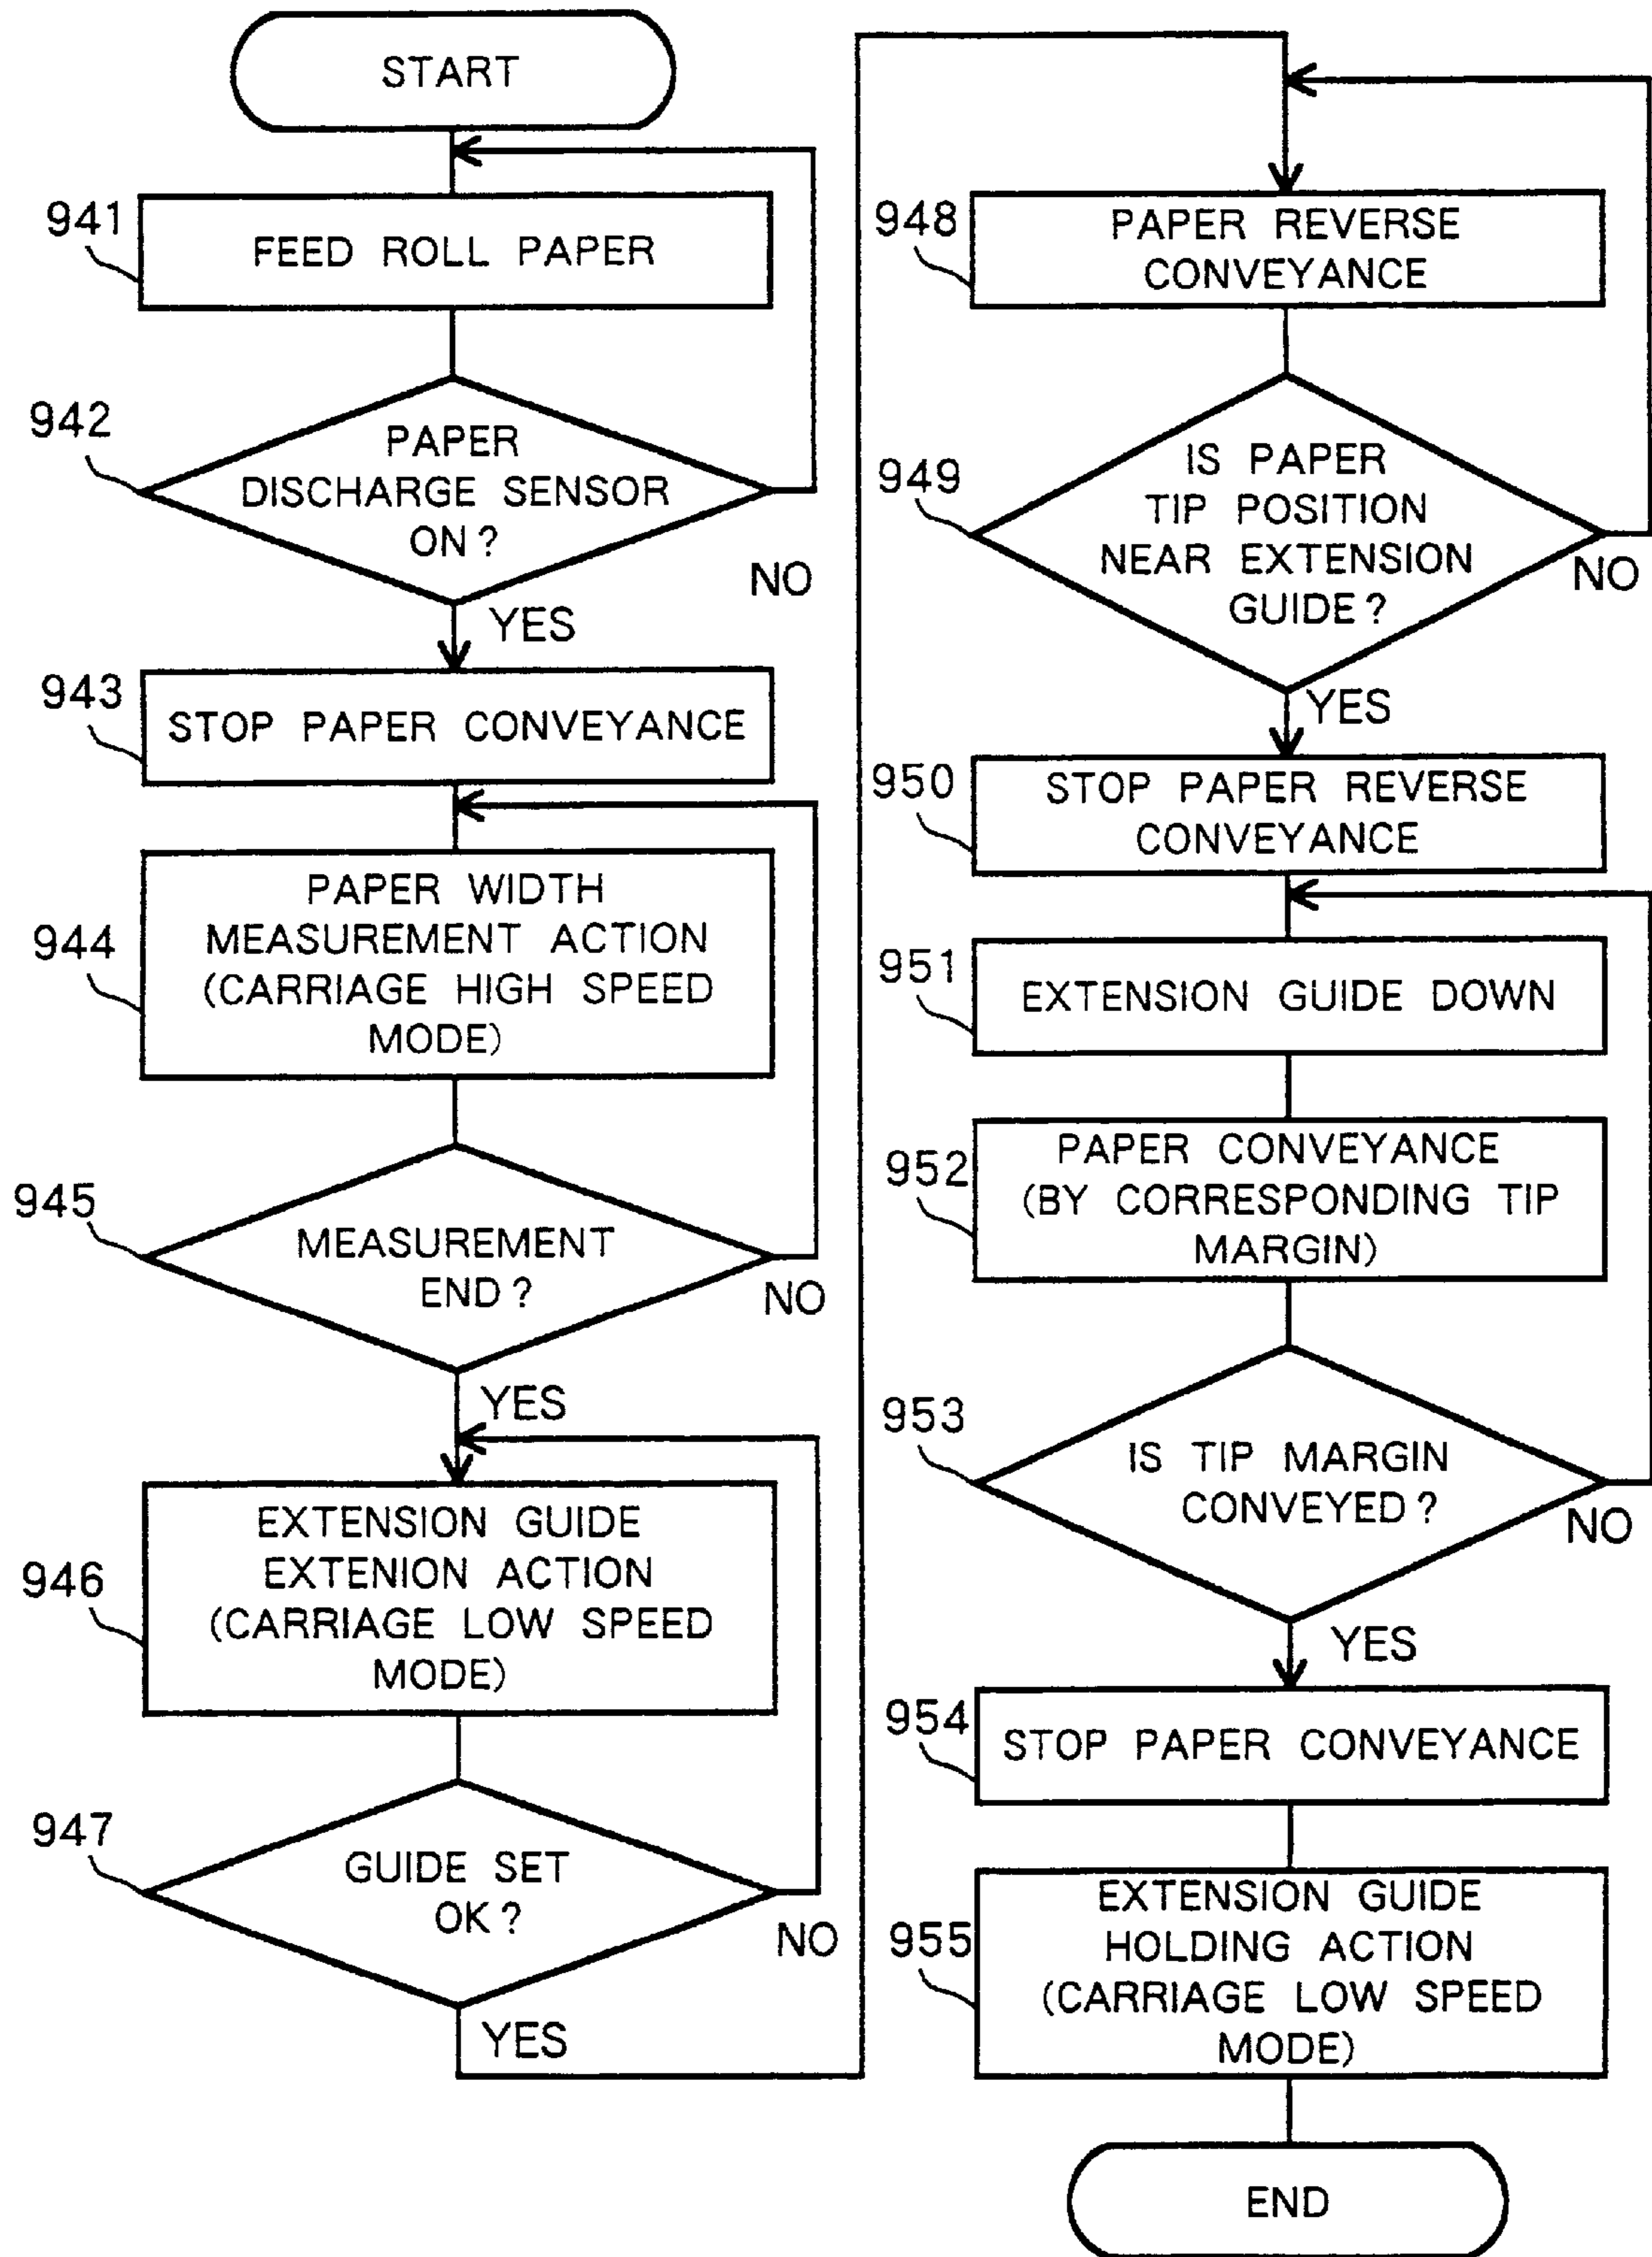 START
941
FEED ROLL PAPER
942
PAPER
DISCHARGE SENSOR
ON?
NO
YES
943
STOP PAPER CONVEYANCE
944
PAPER WIDTH
MEASUREMENT ACTION
(CARRIAGE HIGH SPEED
MODE)
945
MEASUREMENT
END?
NO
YES
946
EXTENSION GUIDE
EXTENION ACTION
(CARRIAGE LOW SPEED
MODE)
947
GUIDE SET
OK?
NO
YES
948
PAPER REVERSE
CONVEYANCE
949
IS PAPER
TIP POSITION
NEAR EXTENSION
GUIDE?
NO
YES
950
STOP PAPER REVERSE
CONVEYANCE
951
EXTENSION GUIDE DOWN
952
PAPER CONVEYANCE
(BY CORRESPONDING TIP
MARGIN)
953
IS TIP MARGIN
CONVEYED?
NO
YES
954
STOP PAPER CONVEYANCE
955
EXTENSION GUIDE
HOLDING ACTION
(CARRIAGE LOW SPEED
MODE)
END